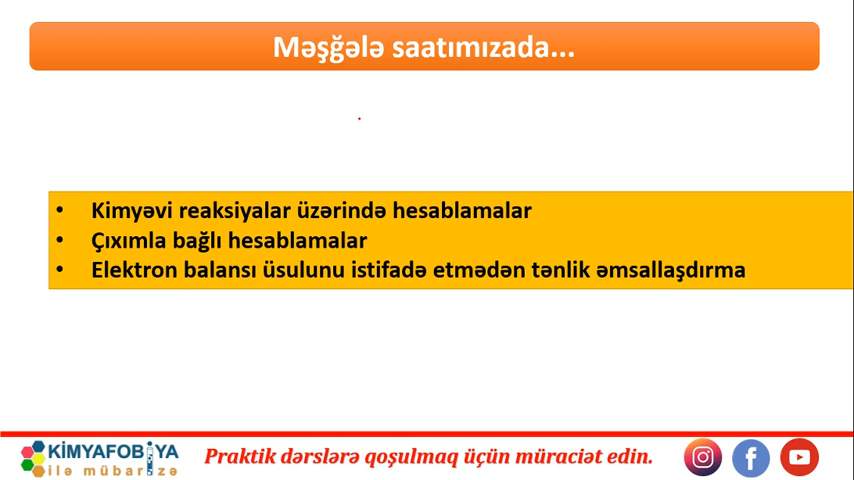 Məşğələ saatımızada...
• Kimyəvi reaksiyalar üzərində hesablamalar
• Çıxımla bağlı hesablamalar
• Elektron balansı üsulunu istifadə etmədən tənlik əmsallaşdırma
KİMYAFOBİYA
ilə mübarizə
Praktik dərslərə qoşulmaq üçün müraciət edin.